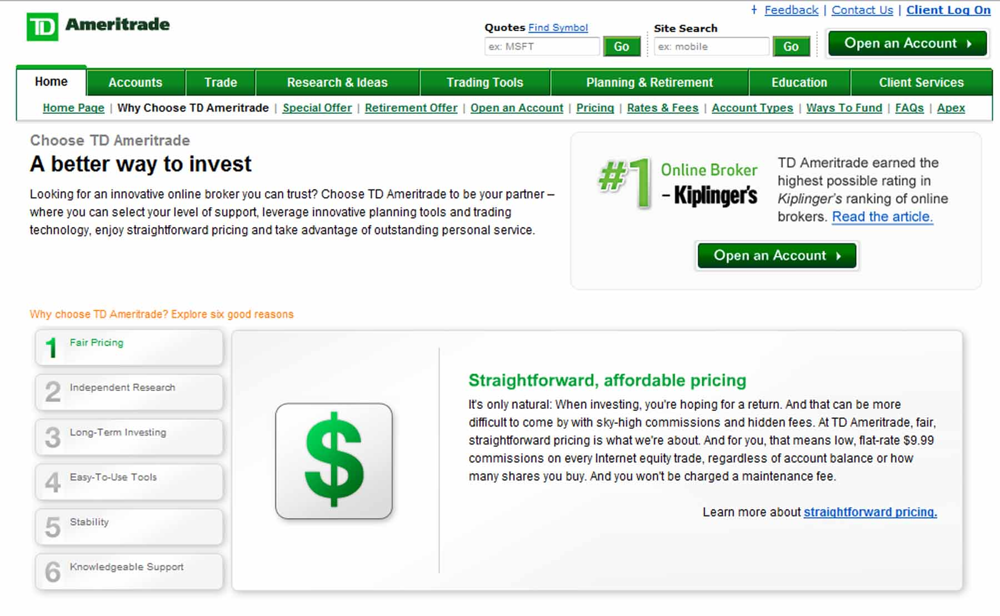 + Feedback | Contact Us | Client Log On
TD Ameritrade
Quotes Find Symbol
Site Search
ex: MSFT
Go
ex: mobile
Go
Open an Account
Home
Accounts
Trade
Research & Ideas
Trading Tools
Planning & Retirement
Education
Client Services
Home Page | Why Choose TD Ameritrade | Special Offer | Retirement Offer | Open an Account | Pricing | Rates & Fees | Account Types | Ways To Fund | FAQs | Apex
Choose TD Ameritrade
A better way to invest
Looking for an innovative online broker you can trust? Choose TD Ameritrade to be your partner –
where you can select your level of support, leverage innovative planning tools and trading
technology, enjoy straightforward pricing and take advantage of outstanding personal service.
#1 Online Broker
– Kiplinger's
TD Ameritrade earned the
highest possible rating in
Kiplinger's ranking of online
brokers. Read the article.
Open an Account
Why choose TD Ameritrade? Explore six good reasons
1 Fair Pricing
2 Independent Research
3 Long-Term Investing
4 Easy-To-Use Tools
5 Stability
6 Knowledgeable Support
$
Straightforward, affordable pricing
It's only natural: When investing, you're hoping for a return. And that can be more
difficult to come by with sky-high commissions and hidden fees. At TD Ameritrade, fair,
straightforward pricing is what we're about. And for you, that means low, flat-rate $9.99
commissions on every Internet equity trade, regardless of account balance or how
many shares you buy. And you won't be charged a maintenance fee.
Learn more about straightforward pricing.